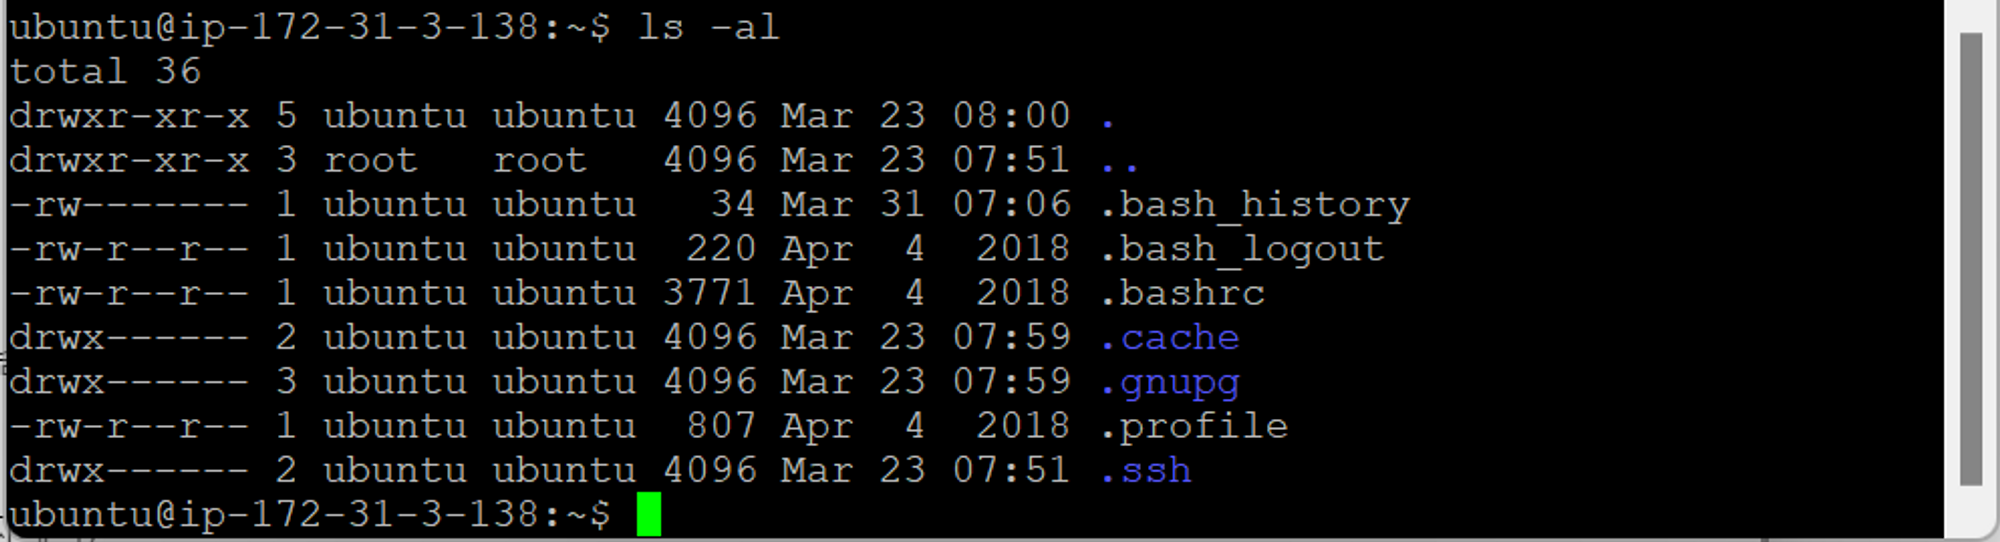 ubuntu@ip-172-31-3-138:~$ ls -al
total 36
drwxr-xr-x 5 ubuntu ubuntu 4096 Mar 23 08:00 .
drwxr-xr-x 3 root   root   4096 Mar 23 07:51 ..
-rw------- 1 ubuntu ubuntu   34 Mar 31 07:06 .bash_history
-rw-r--r-- 1 ubuntu ubuntu  220 Apr  4  2018 .bash_logout
-rw-r--r-- 1 ubuntu ubuntu 3771 Apr  4  2018 .bashrc
drwx------ 2 ubuntu ubuntu 4096 Mar 23 07:59 .cache
drwx------ 3 ubuntu ubuntu 4096 Mar 23 07:59 .gnupg
-rw-r--r-- 1 ubuntu ubuntu  807 Apr  4  2018 .profile
drwx------ 2 ubuntu ubuntu 4096 Mar 23 07:51 .ssh
ubuntu@ip-172-31-3-138:~$